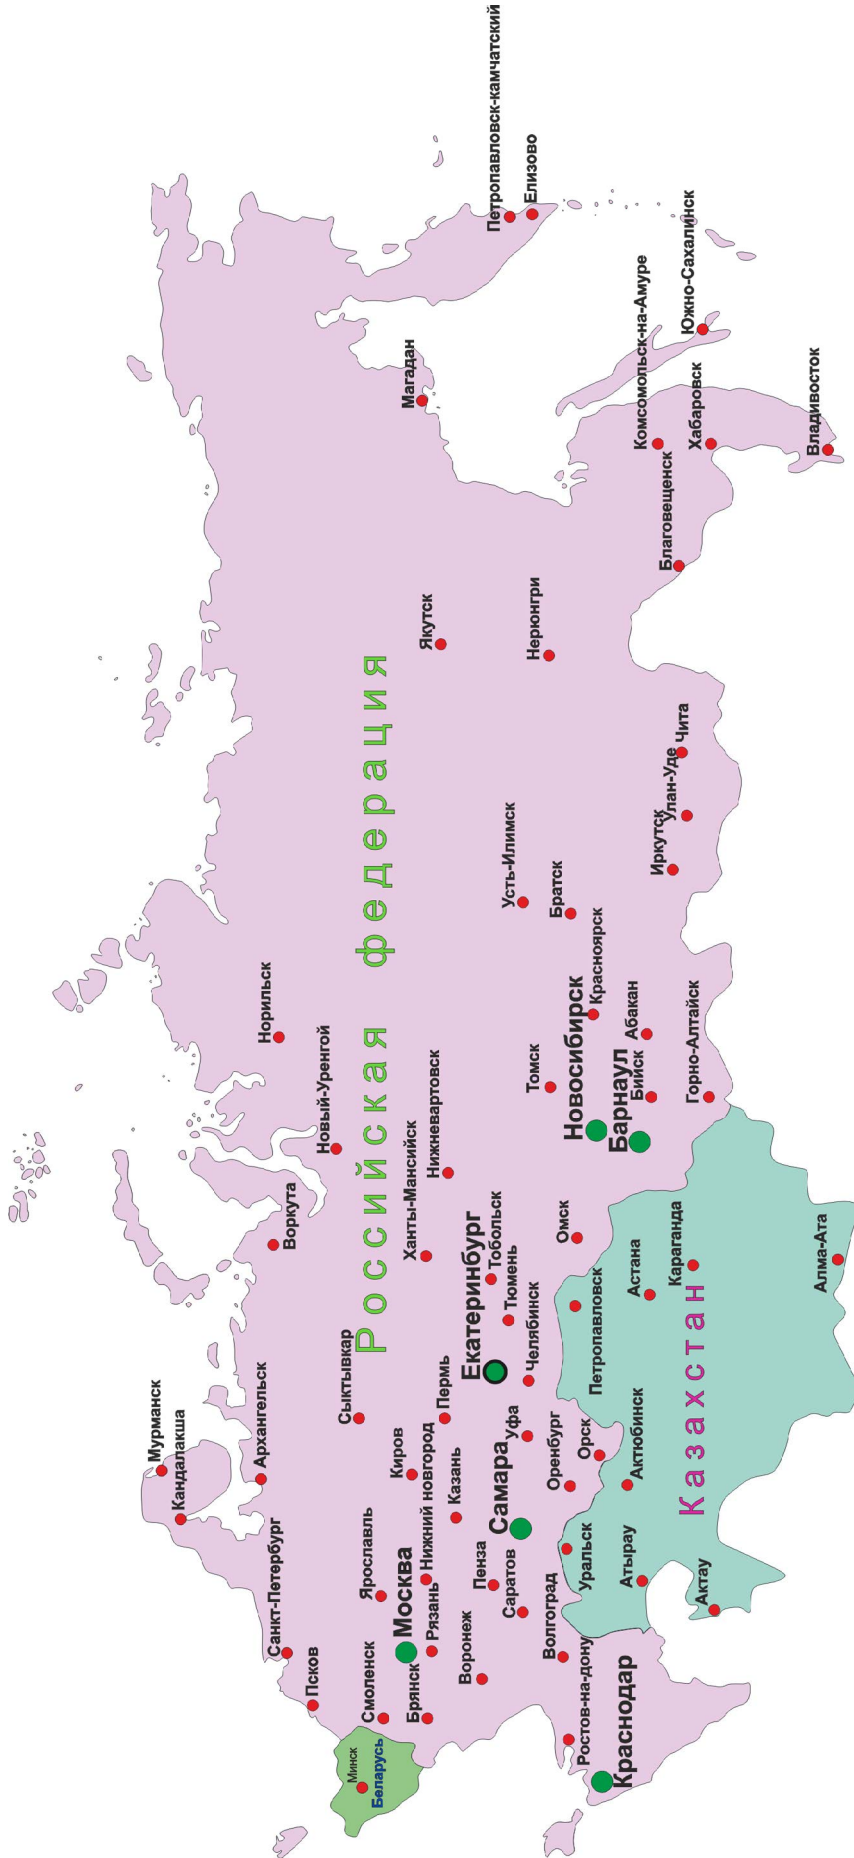 Мурманск
Кандалакша
Архангельск
Санкт-Петербург
Псков
Воркута
Норильск
Новый-Уренгой
Российская федерация
Сыктывкар
Ярославль
Смоленск
Минск
Беларусь
Москва
Брянск
Рязань
Нижний новгород
Киров
Казань
Пермь
Ханты-Мансийск
Нижневартовск
Екатеринбург
Тобольск
Тюмень
Челябинск
Уфа
Самара
Пенза
Саратов
Воронеж
Волгоград
Ростов-на-дону
Краснодар
Оренбург
Орск
Омск
Томск
Новосибирск
Красноярск
Барнаул
Бийск
Абакан
Горно-Алтайск
Усть-Илимск
Братск
Иркутск
Улан-Уде
Чита
Якутск
Нерюнгри
Магадан
Петропавловск-камчатский
Елизово
Благовещенск
Комсомольск-на-Амуре
Хабаровск
Южно-Сахалинск
Владивосток
Уральск
Атырау
Актау
Актюбинск
Петропавловск
Астана
Караганда
Казахстан
Алма-Ата